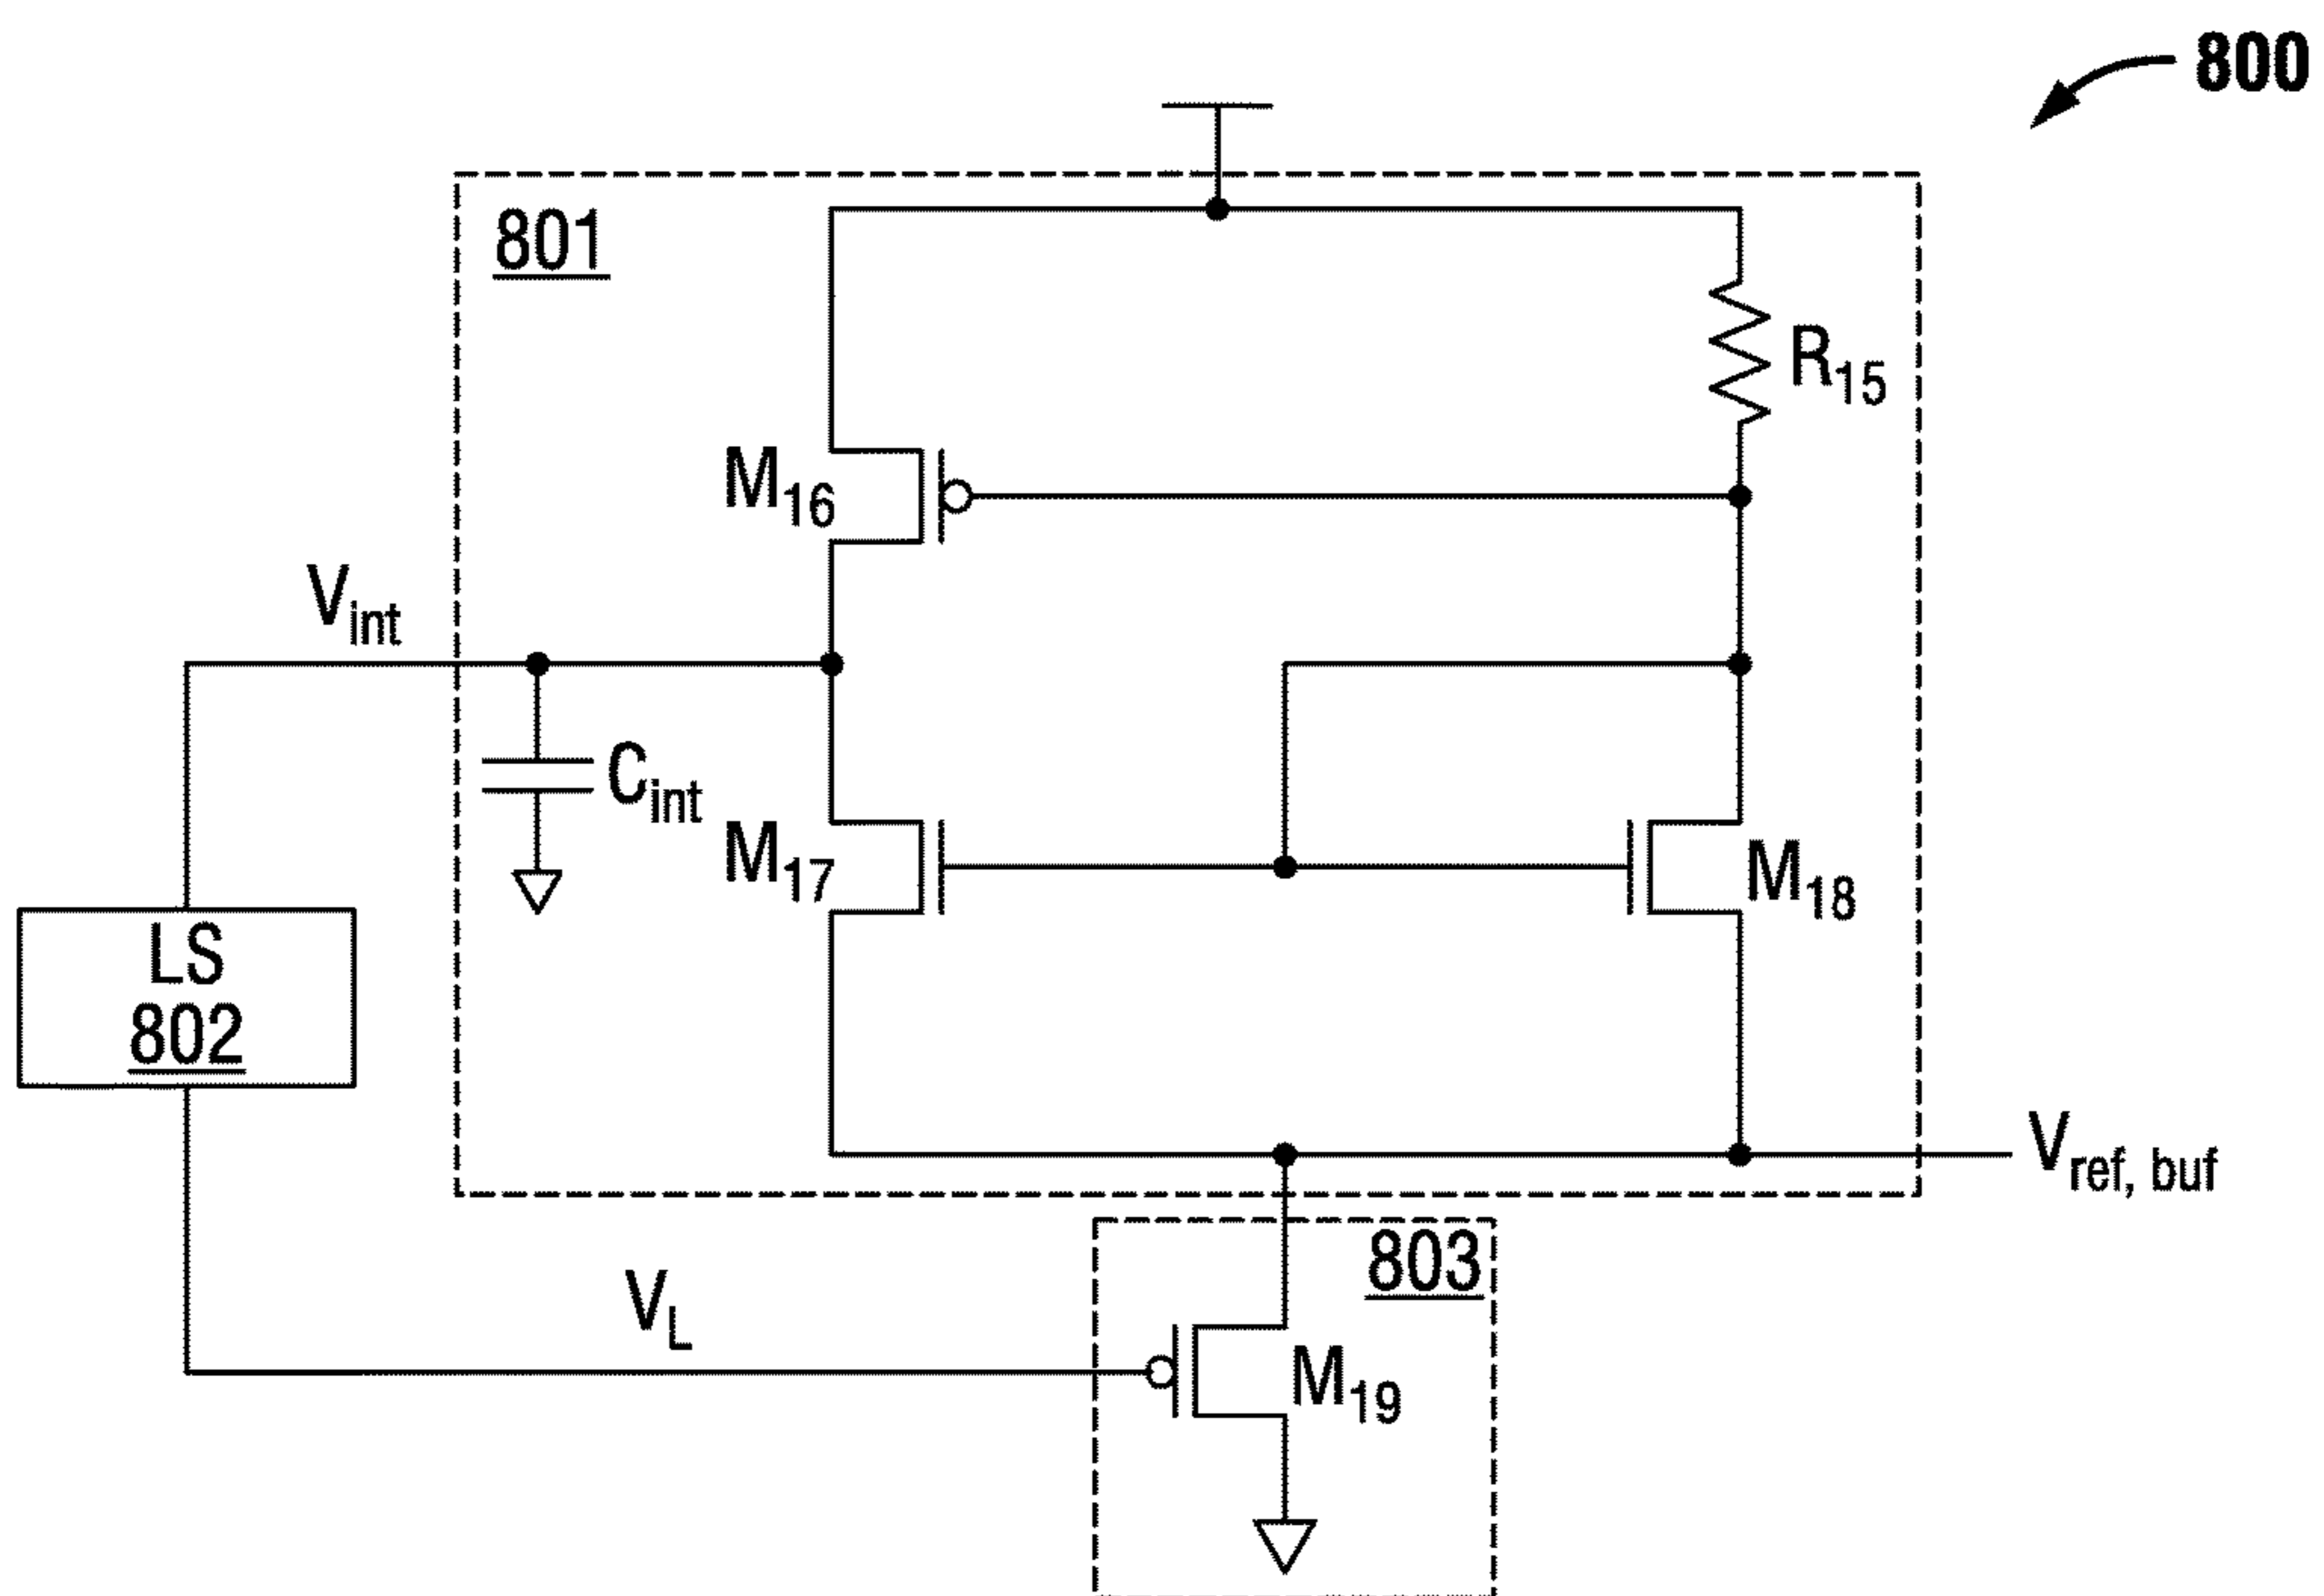 800
801
R15
M16
Vint
Cint
M17
M18
LS
802
Vref, buf
803
VL
M19